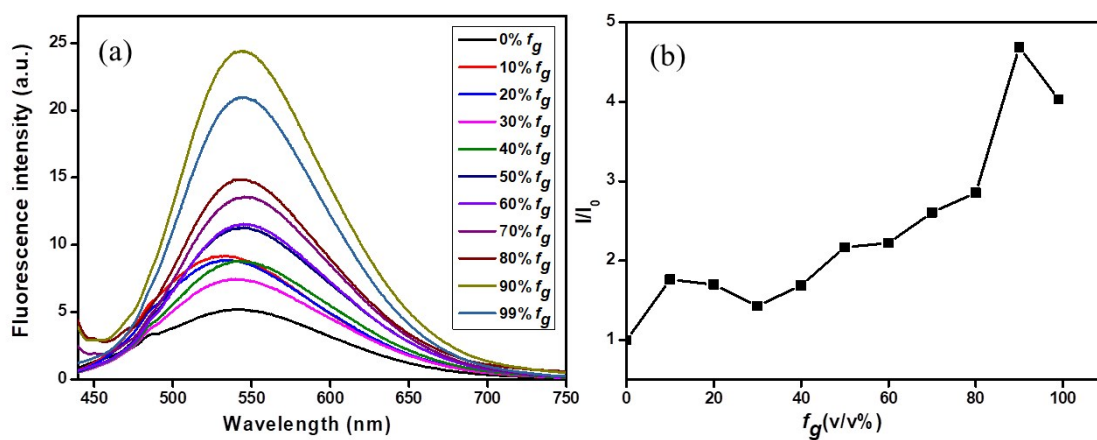 (a)
Fluorescence intensity (a.u.)
25
20
15
10
5
0
450
500
550
600
650
700
750
Wavelength (nm)
0% fg
10% fg
20% fg
30% fg
40% fg
50% fg
60% fg
70% fg
80% fg
90% fg
99% fg
(b)
I/I0
5
4
3
2
1
0
20
40
60
80
100
fg(v/v%)